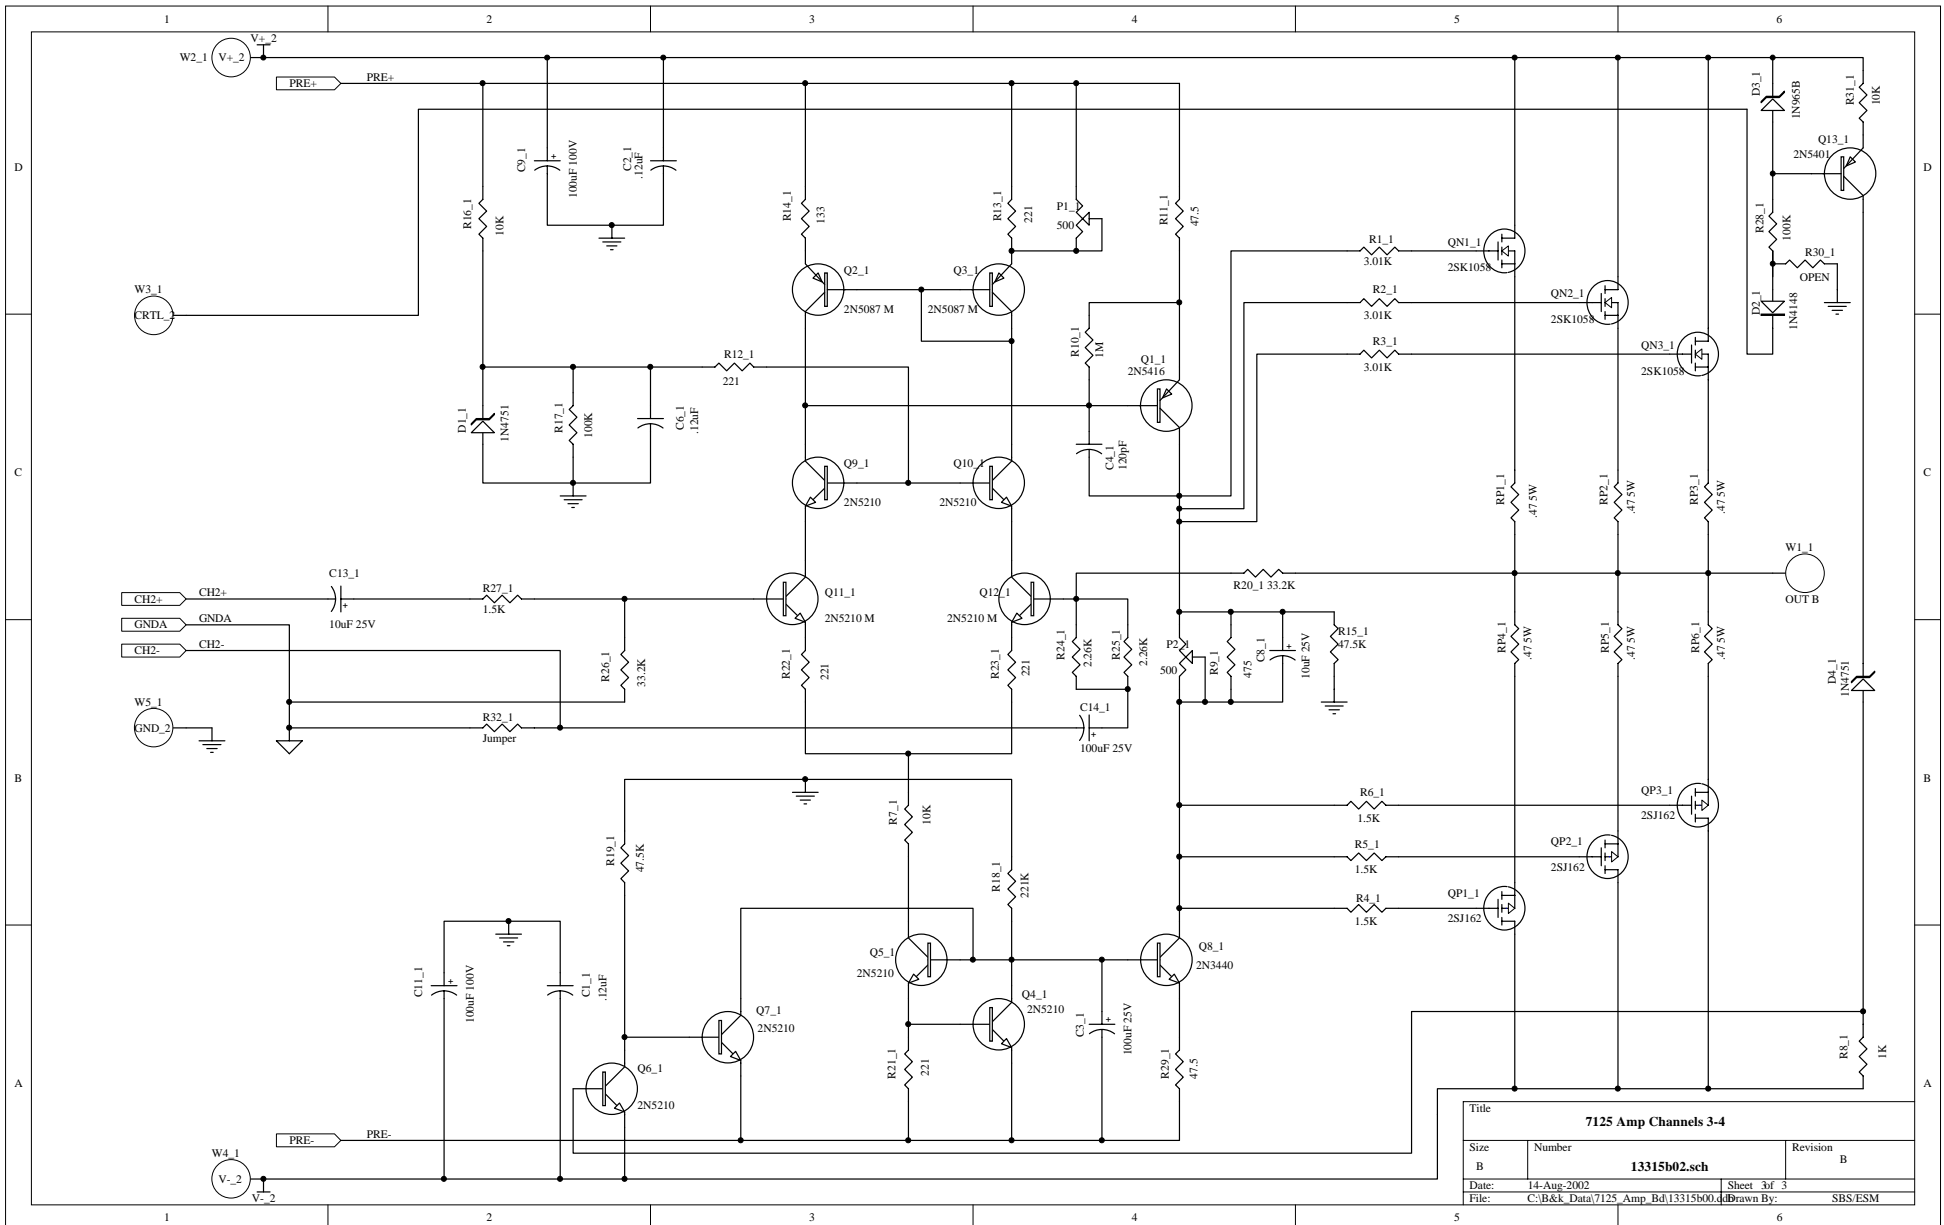 1 2 3 4 5 6
V+_2
W2_1 V+_2
PRE+ PRE+
D3_1
1N965B
R31_1
10K
Q13_1
2N5401
D D
C9_1
100uF 100V
C2_1
.12uF
R16_1
10K
R14_1
133
R13_1
221
P1_1
500
R11_1
47.5
R28_1
100K
R30_1
OPEN
R1_1
3.01K
QN1_1
2SK1058
Q2_1
2N5087 M
Q3_1
2N5087 M
W3_1
CRTL_2
R2_1
3.01K
QN2_1
2SK1058
D2_1
1N4148
R10_1
1M
R12_1
221
Q1_1
2N5416
R3_1
3.01K
QN3_1
2SK1058
D1_1
1N4751
R17_1
100K
C6_1
.12uF
C4_1
120pF
C C
Q9_1
2N5210
Q10_1
2N5210
RP1_1
.47 5W
RP2_1
.47 5W
RP3_1
.47 5W
W1_1
OUT B
C13_1
10uF 25V
R27_1
1.5K
CH2+ CH2+
GNDA GNDA
CH2- CH2-
Q11_1
2N5210 M
Q12_1
2N5210 M
R20_1 33.2K
R26_1
33.2K
R22_1
221
R23_1
221
R24_1
2.26K
R25_1
2.26K
P2_1
500
R9_1
475
C8_1
10uF 25V
R15_1
47.5K
RP4_1
.47 5W
RP5_1
.47 5W
RP6_1
.47 5W
D4_1
1N4751
W5_1
GND_2
R32_1
Jumper
C14_1
100uF 25V
B B
R7_1
10K
R19_1
47.5K
R18_1
221K
R6_1
1.5K
QP3_1
2SJ162
R5_1
1.5K
QP2_1
2SJ162
R4_1
1.5K
QP1_1
2SJ162
C11_1
100uF 100V
C1_1
.12uF
Q5_1
2N5210
Q8_1
2N3440
Q7_1
2N5210
Q4_1
2N5210
C3_1
100uF 25V
R21_1
221
R29_1
47.5
R8_1
1K
A A
Q6_1
2N5210
PRE- PRE-
W4_1
V-_2
V-_2
Title
7125 Amp Channels 3-4
Size Number Revision
B 13315b02.sch B
Date: 14-Aug-2002 Sheet 3of 3
File: C:\B&k_Data\7125_Amp_Bd\13315b00.ddb Drawn By: SBS/ESM
1 2 3 4 5 6